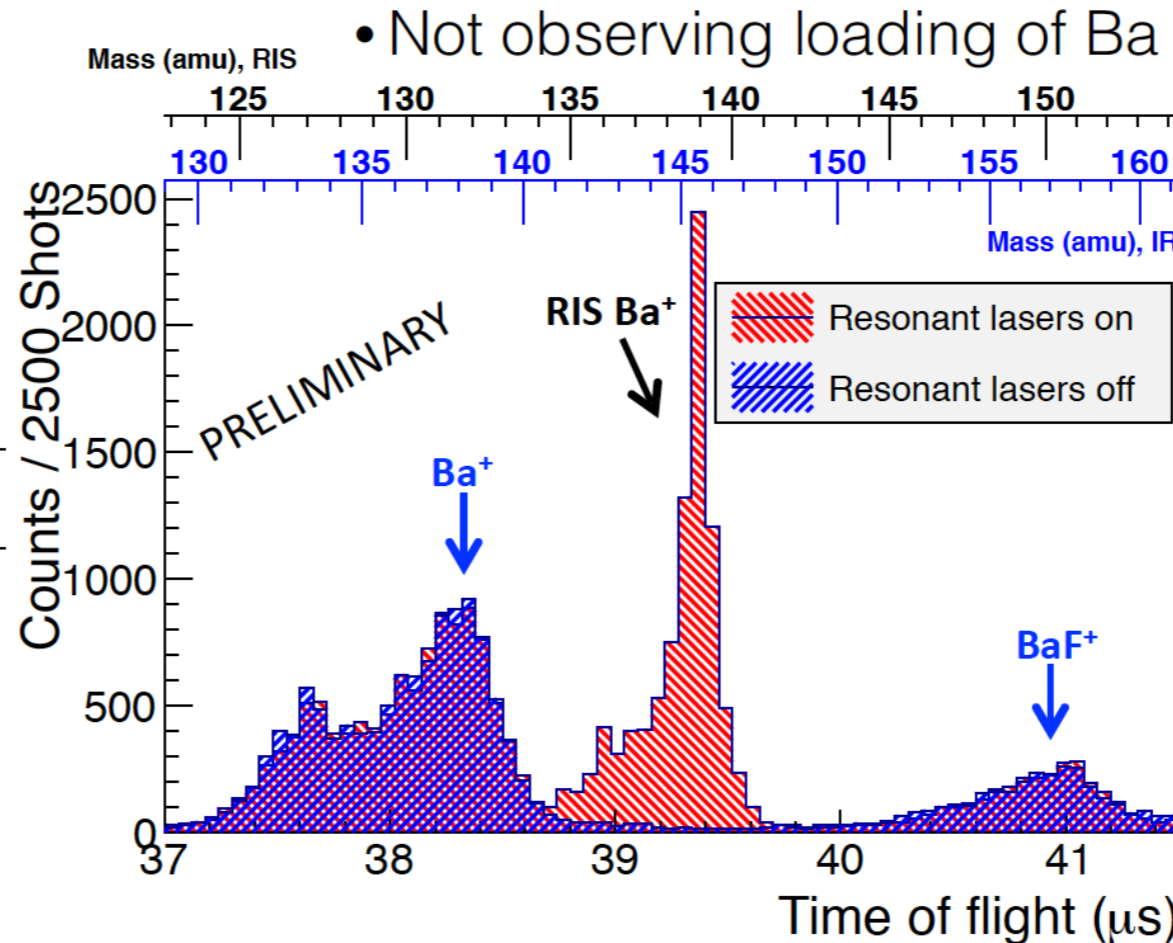 • Not observing loading of Ba
Mass (amu), RIS
125 130 135 140 145 150
130 135 140 145 150 155 160
Mass (amu), IR
Counts / 2500 Shots
2500
2000
1500
1000
500
0
PRELIMINARY
RIS Ba⁺
Resonant lasers on
Resonant lasers off
Ba⁺
BaF⁺
37 38 39 40 41
Time of flight (μs)